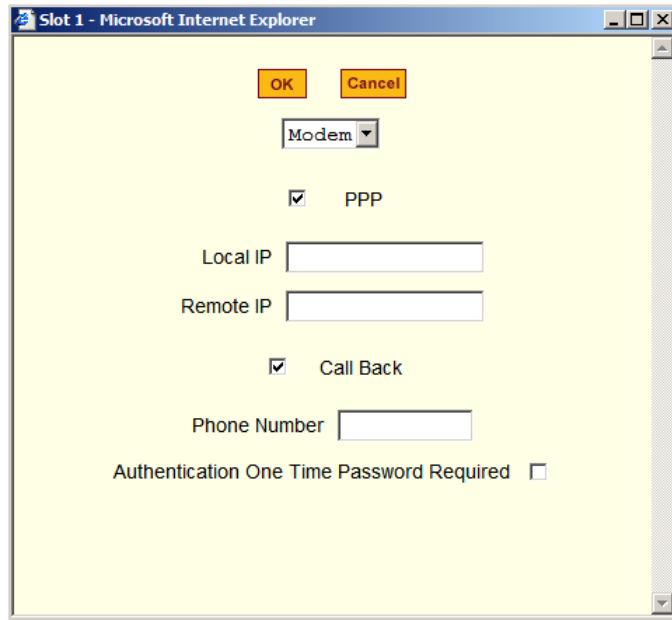 Slot 1 - Microsoft Internet Explorer
OK Cancel
Modem
PPP
Local IP
Remote IP
Call Back
Phone Number
Authentication One Time Password Required